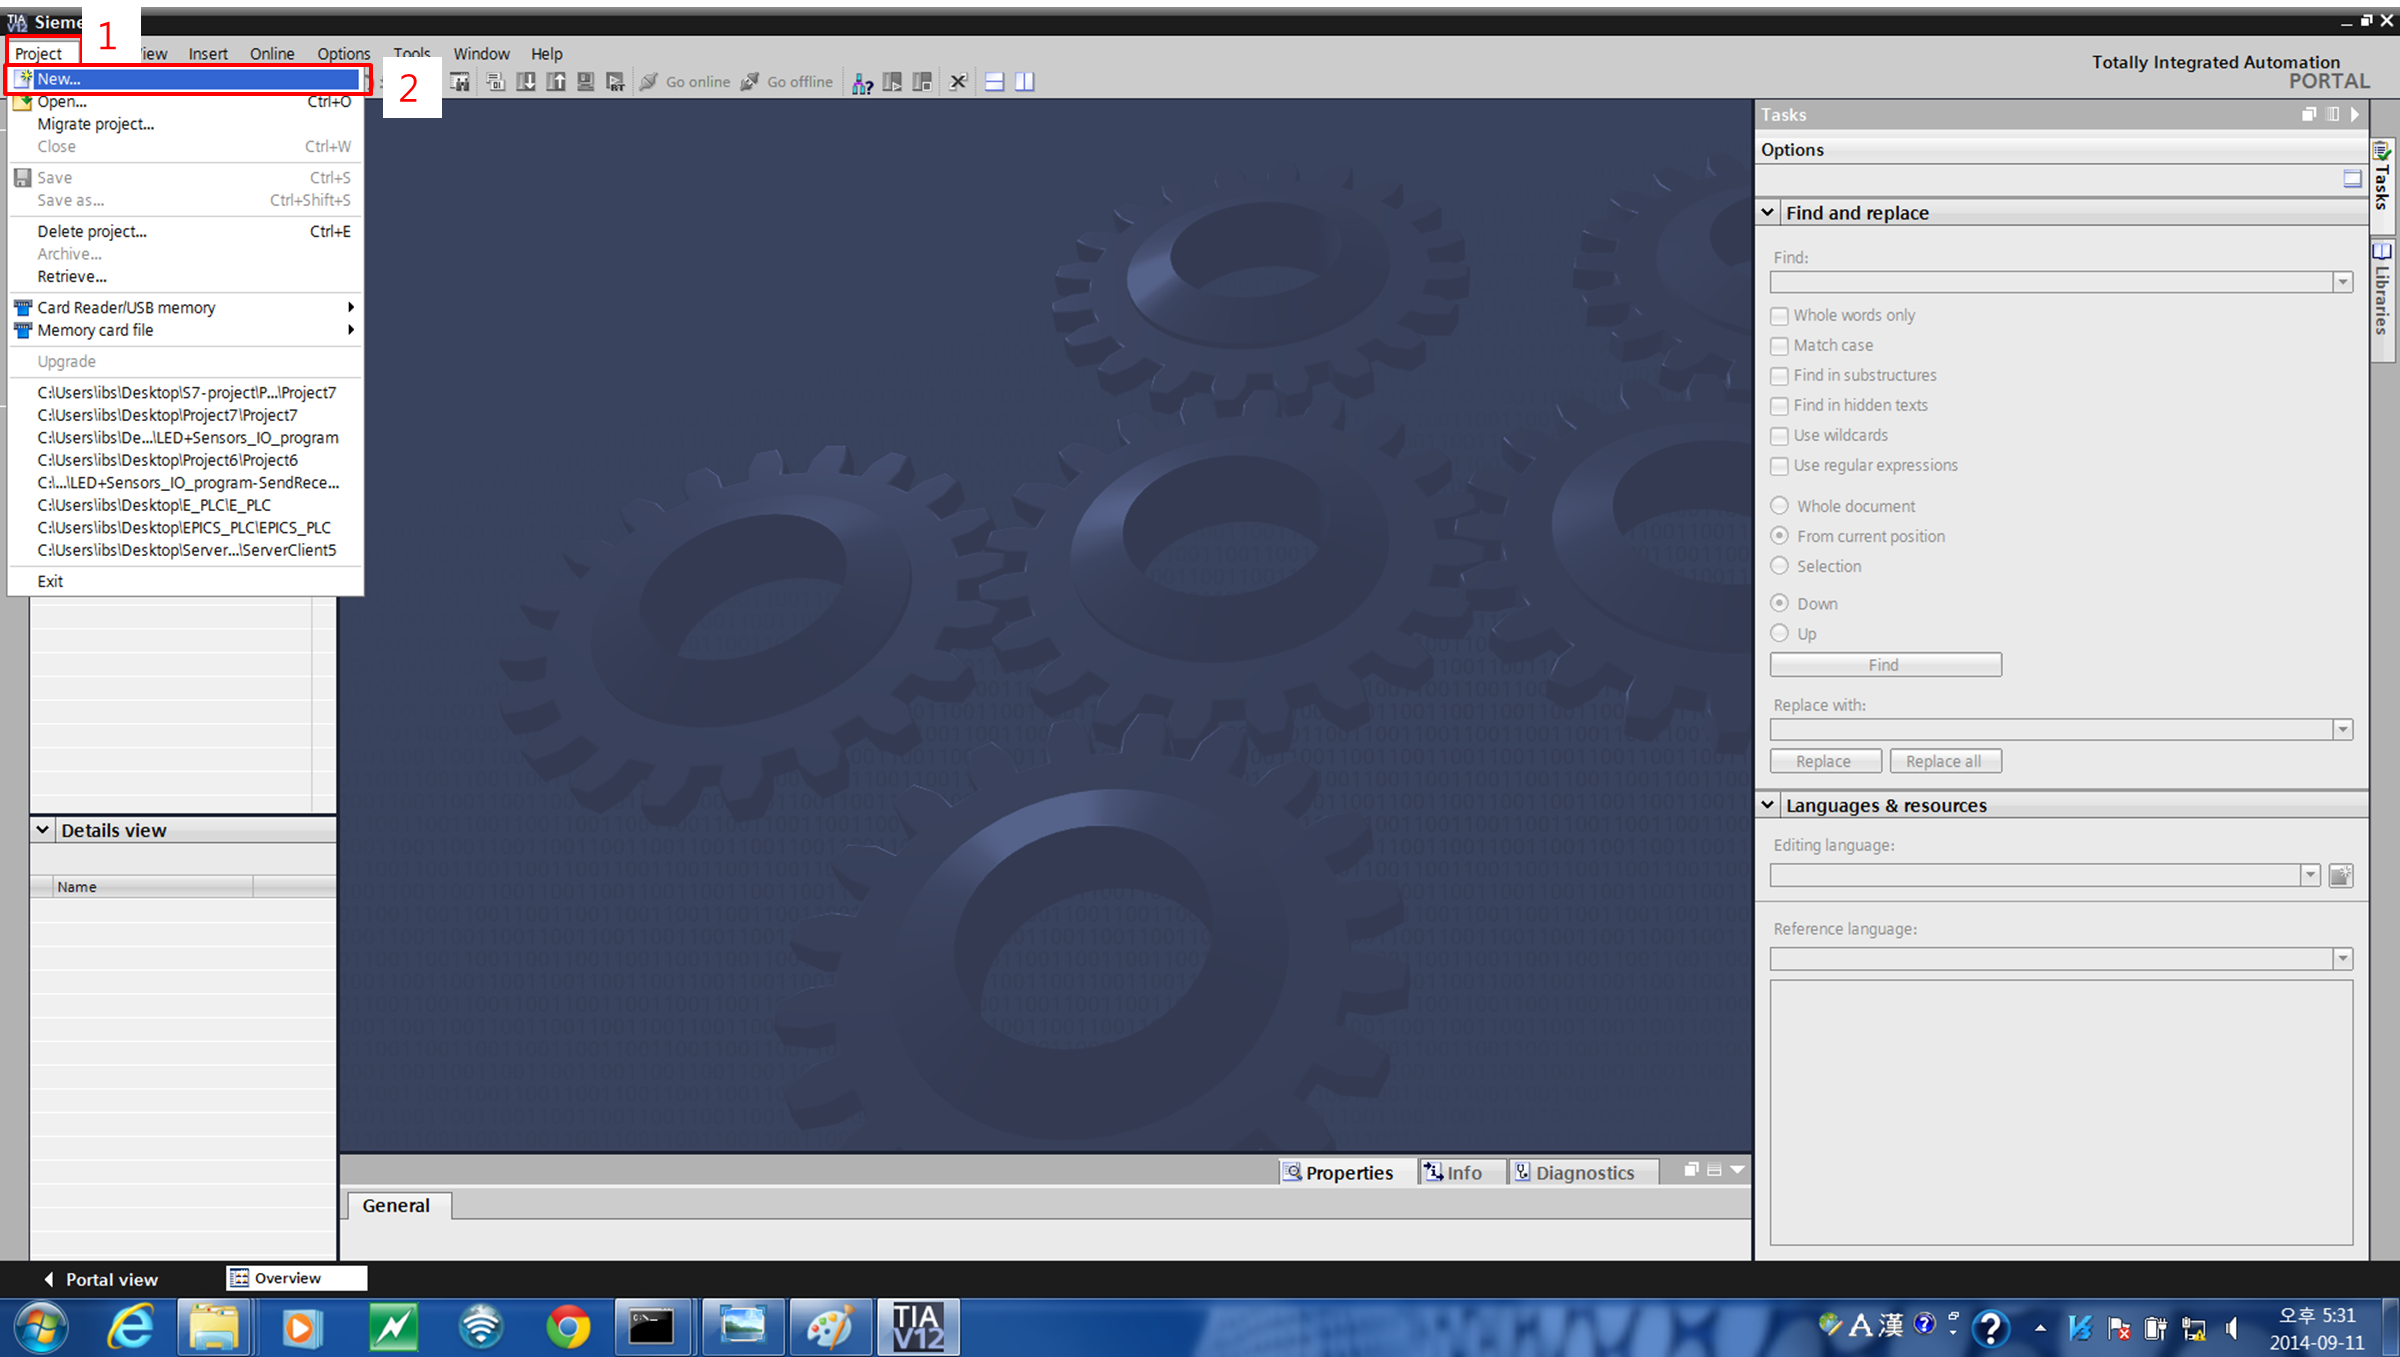 TIA V12 Sieme
1
Project iew Insert Online Options Tools Window Help
Totally Integrated Automation
PORTAL
2
Go online Go offline
New...
Open... Ctrl+O
Migrate project...
Close Ctrl+W
Save Ctrl+S
Save as... Ctrl+Shift+S
Delete project... Ctrl+E
Archive...
Retrieve...
Card Reader/USB memory
Memory card file
Upgrade
C:\Users\ibs\Desktop\S7-project\P...\Project7
C:\Users\ibs\Desktop\Project7\Project7
C:\Users\ibs\De...\LED+Sensors_IO_program
C:\Users\ibs\Desktop\Project6\Project6
C:\...\LED+Sensors_IO_program-SendRece...
C:\Users\ibs\Desktop\E_PLC\E_PLC
C:\Users\ibs\Desktop\EPICS_PLC\EPICS_PLC
C:\Users\ibs\Desktop\Server...\ServerClient5
Exit
Details view
Name
Properties Info Diagnostics
General
Tasks
Options
Find and replace
Find:
Whole words only
Match case
Find in substructures
Find in hidden texts
Use wildcards
Use regular expressions
Whole document
From current position
Selection
Down
Up
Find
Replace with:
Replace Replace all
Languages & resources
Editing language:
Reference language:
Tasks
Libraries
Portal view Overview
TIA
V12
A 漢
오후 5:31
2014-09-11